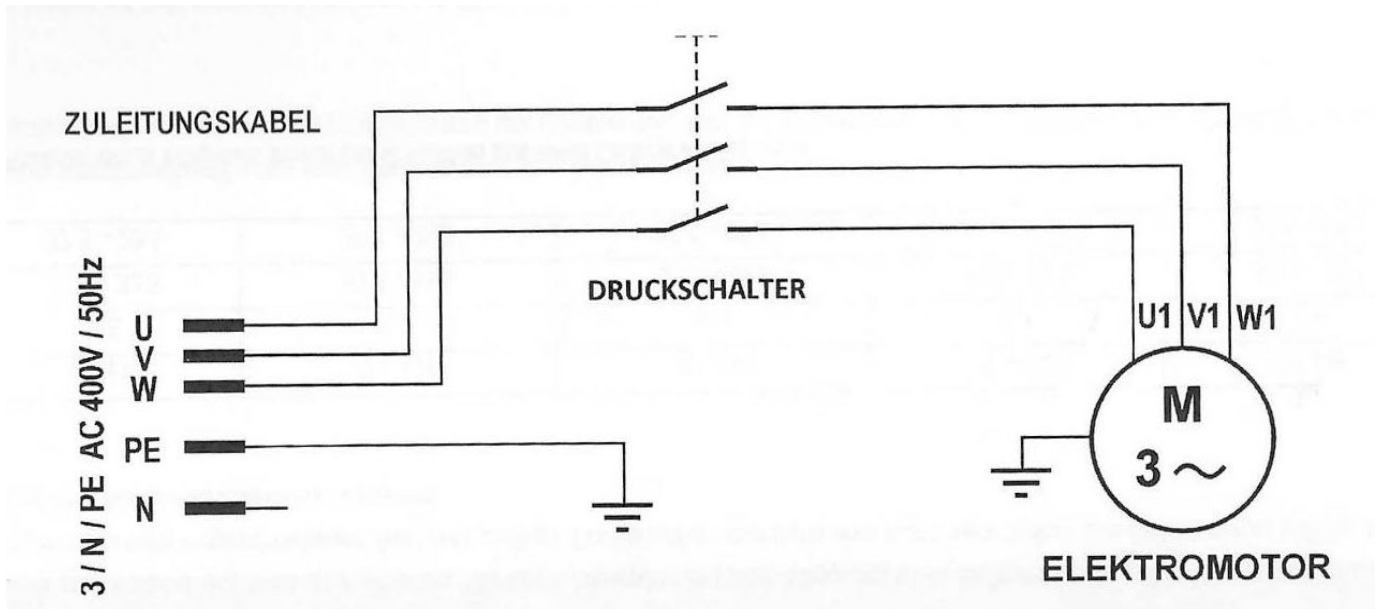 ZULEITUNGSKABEL
3 / N / PE AC 400V / 50Hz
U
V
W
PE
N
DRUCKSCHALTER
U1 V1 W1
M
3 ~
ELEKTROMOTOR